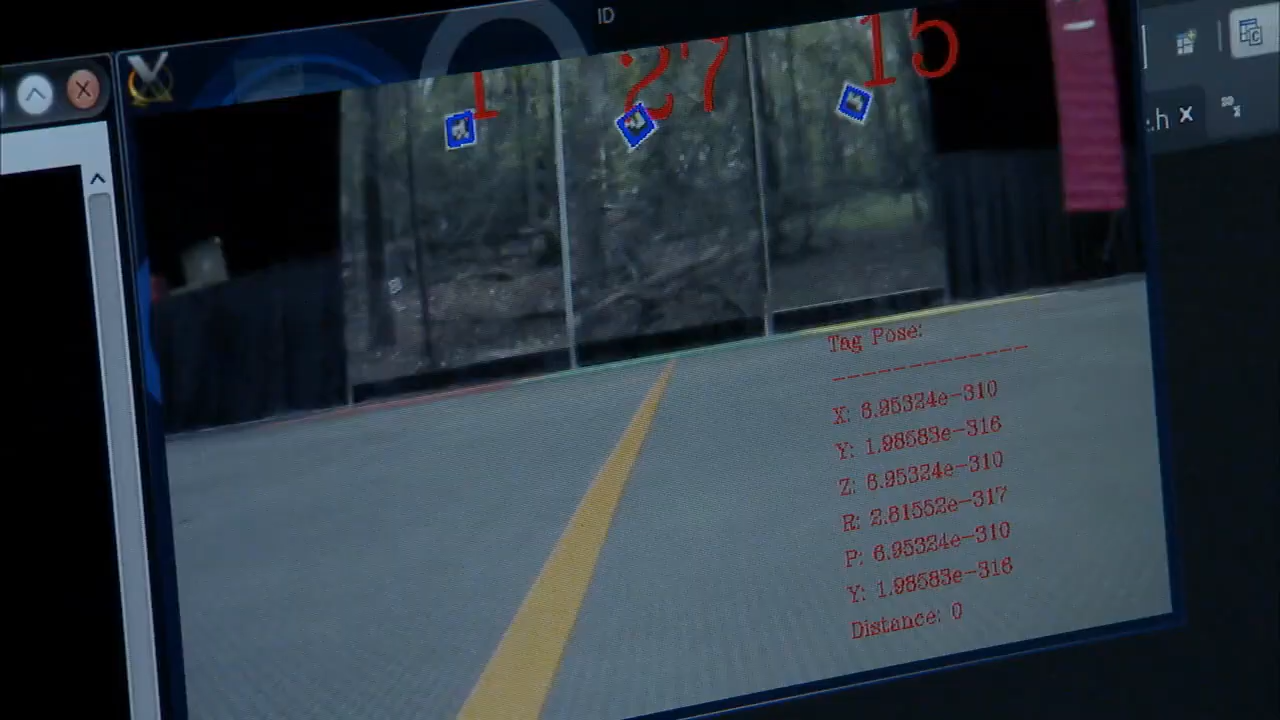 ID
1 27 15
.h
Tag Pose:
-------------
X: 6.95324e-310
Y: 1.98583e-316
Z: 6.95324e-310
R: 2.61552e-317
P: 6.95324e-310
Y: 1.98583e-316
Distance: 0